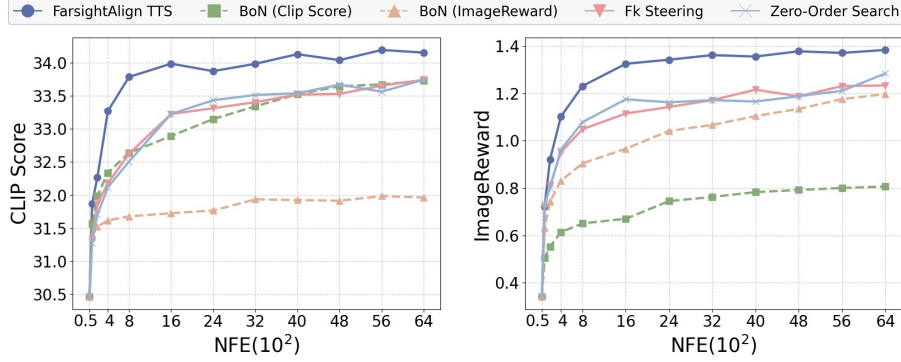 FarsightAlign TTS BoN (Clip Score) BoN (ImageReward) Fk Steering Zero-Order Search
CLIP Score
34.0
33.5
33.0
32.5
32.0
31.5
31.0
30.5
0.5 4 8 16 24 32 40 48 56 64
NFE(10²)
ImageReward
1.4
1.2
1.0
0.8
0.6
0.4
0.5 4 8 16 24 32 40 48 56 64
NFE(10²)